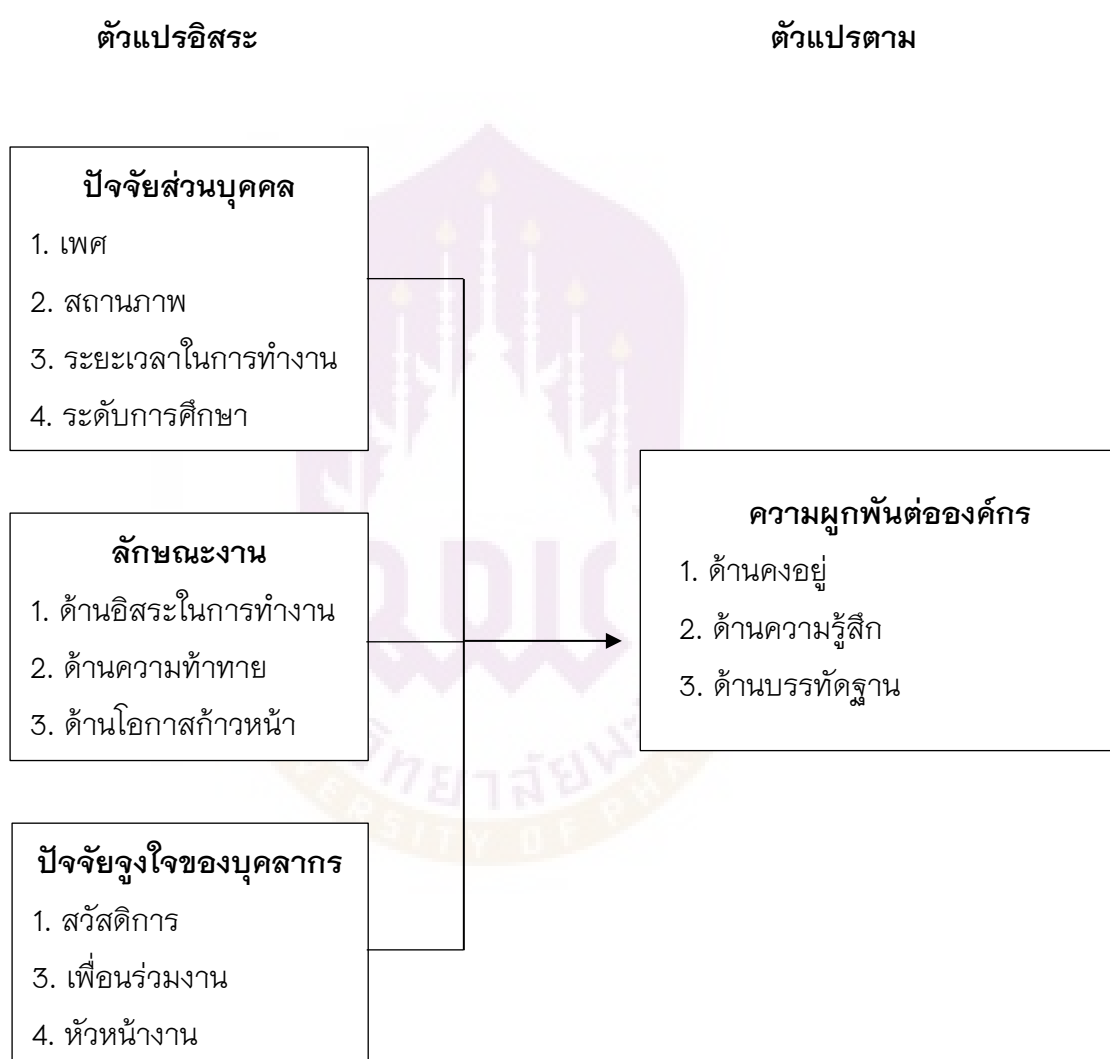 ตัวแปรอิสระ
ตัวแปรตาม
ปัจจัยส่วนบุคคล
1. เพศ
2. สถานภาพ
3. ระยะเวลาในการทำงาน
4. ระดับการศึกษา
ลักษณะงาน
1. ด้านอิสระในการทำงาน
2. ด้านความท้าทาย
3. ด้านโอกาสก้าวหน้า
ปัจจัยจูงใจของบุคลากร
1. สวัสดิการ
3. เพื่อนร่วมงาน
4. หัวหน้างาน
ความผูกพันต่อองค์กร
1. ด้านคงอยู่
2. ด้านความรู้สึก
3. ด้านบรรทัดฐาน